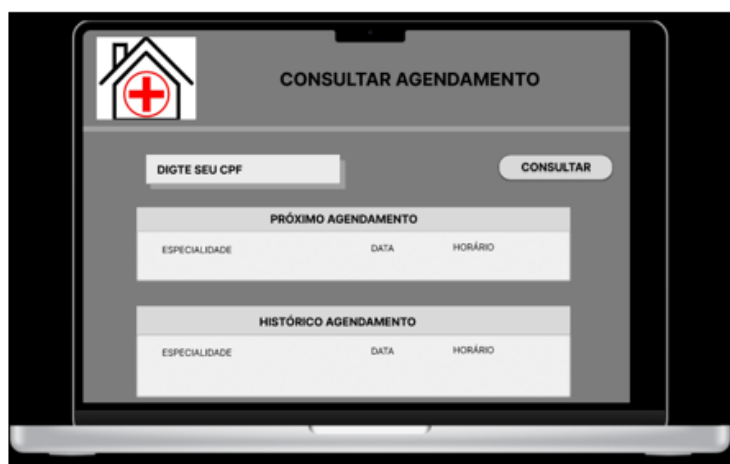 CONSULTAR AGENDAMENTO
DIGTE SEU CPF
CONSULTAR
PRÓXIMO AGENDAMENTO
ESPECIALIDADE DATA HORÁRIO
HISTÓRICO AGENDAMENTO
ESPECIALIDADE DATA HORÁRIO